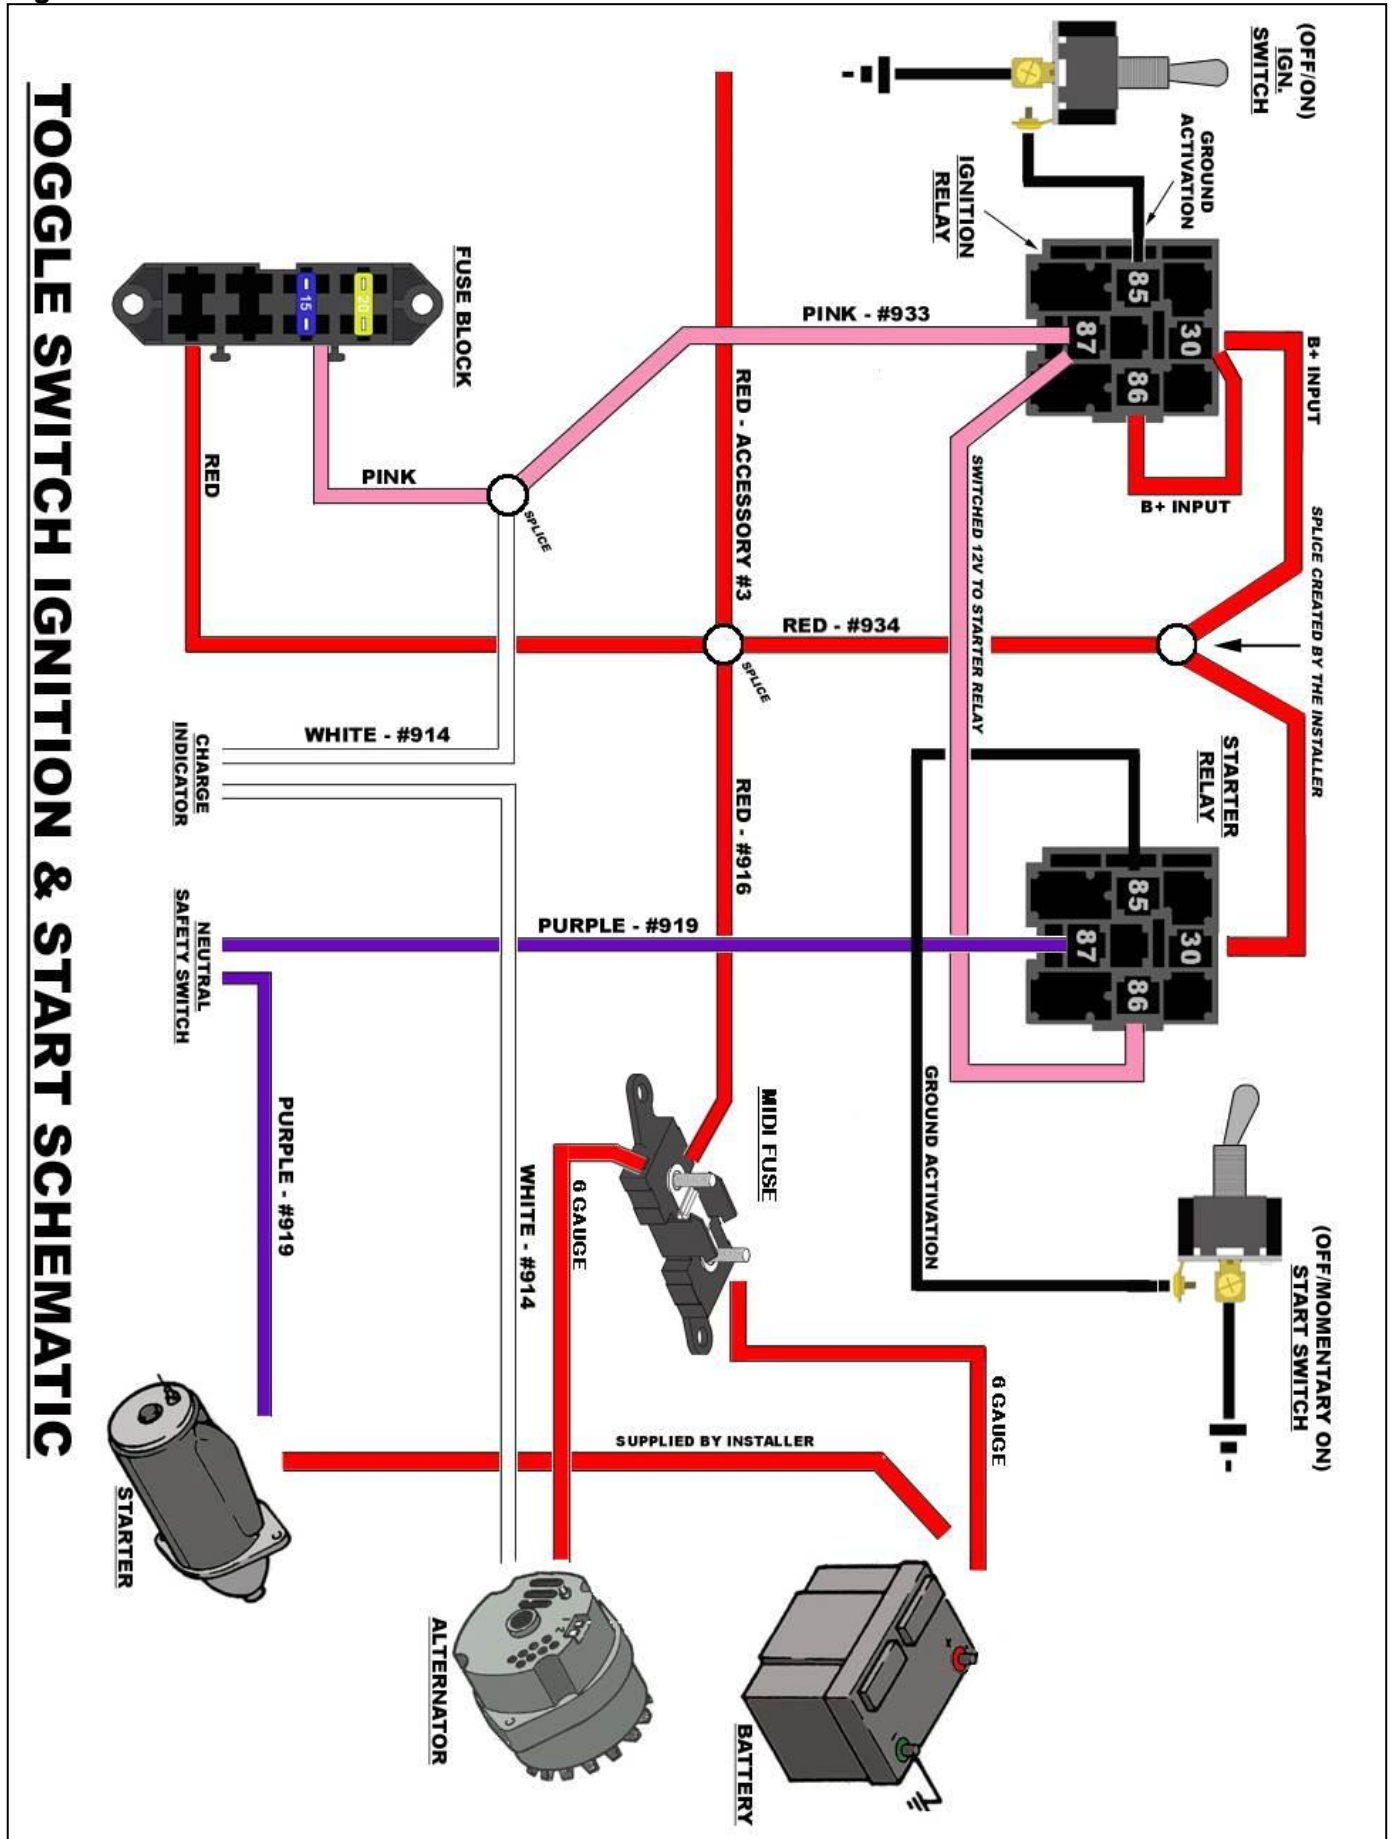 TOGGLE SWITCH IGNITION & START SCHEMATIC
(OFF/ON)
IGN.
SWITCH
GROUND
ACTIVATION
IGNITION
RELAY
85
30
87
86
B+ INPUT
B+ INPUT
PINK - #933
FUSE BLOCK
15
20
RED
PINK
SPLICE
RED - ACCESSORY #3
SWITCHED 12V TO STARTER RELAY
SPLICE CREATED BY THE INSTALLER
RED - #934
SPLICE
WHITE - #914
CHARGE
INDICATOR
RED - #916
STARTER
RELAY
85
30
87
86
PURPLE - #919
NEUTRAL
SAFETY SWITCH
PURPLE - #919
WHITE - #914
6 GAUGE
MIDI FUSE
GROUND ACTIVATION
(OFF/MOMENTARY ON)
START SWITCH
6 GAUGE
SUPPLIED BY INSTALLER
STARTER
ALTERNATOR
BATTERY